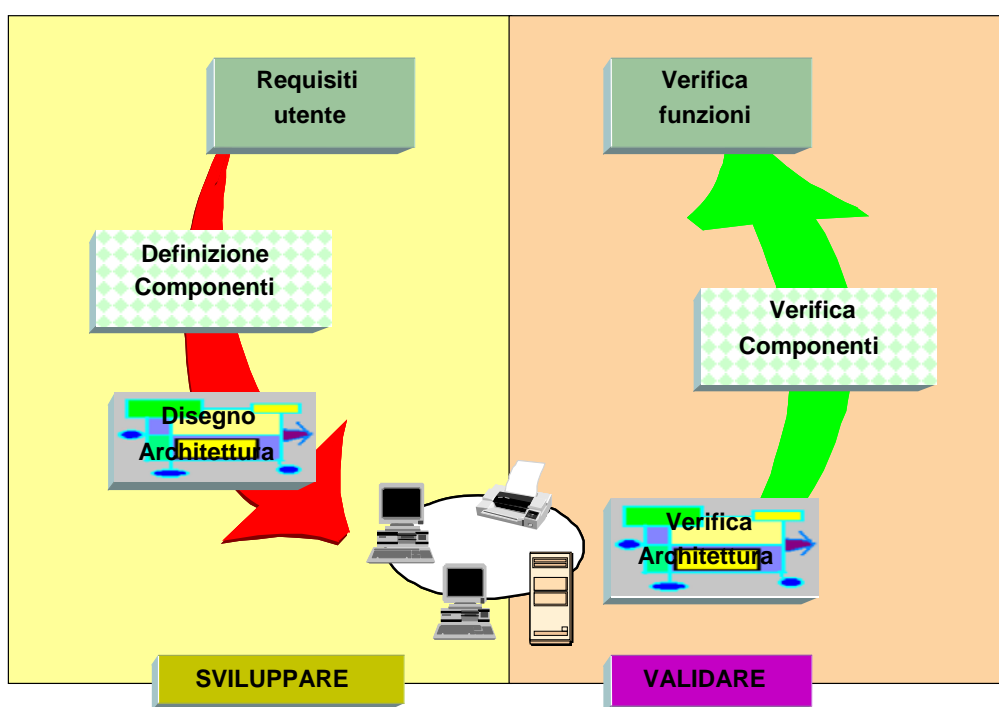 Requisiti
utente
Definizione
Componenti
Disegno
Architettura
SVILUPPARE
Verifica
funzioni
Verifica
Componenti
Verifica
Architettura
VALIDARE